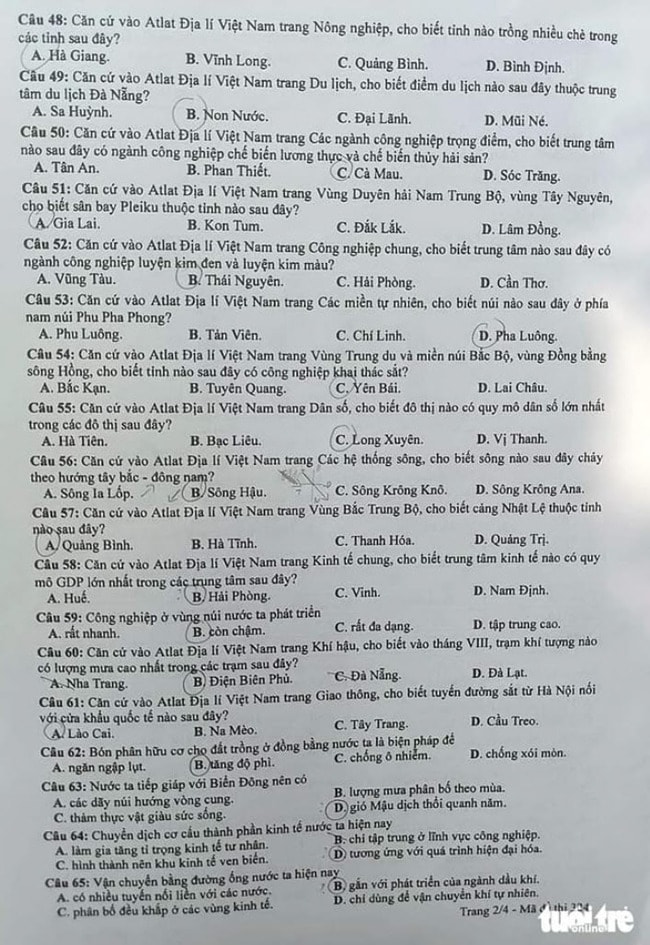 Câu 48: Căn cứ vào Atlat Địa lí Việt Nam trang Nông nghiệp, cho biết tỉnh nào trồng nhiều chè trong
các tỉnh sau đây?
A. Hà Giang. B. Vĩnh Long. C. Quảng Bình. D. Bình Định.
Câu 49: Căn cứ vào Atlat Địa lí Việt Nam trang Du lịch, cho biết điểm du lịch nào sau đây thuộc trung
tâm du lịch Đà Nẵng?
A. Sa Huỳnh. B. Non Nước. C. Đại Lãnh. D. Mũi Né.
Câu 50: Căn cứ vào Atlat Địa lí Việt Nam trang Các ngành công nghiệp trọng điểm, cho biết trung tâm
nào sau đây có ngành công nghiệp chế biến lương thực và chế biến thủy hải sản?
A. Tân An. B. Phan Thiết. C. Cà Mau. D. Sóc Trăng.
Câu 51: Căn cứ vào Atlat Địa lí Việt Nam trang Vùng Duyên hải Nam Trung Bộ, vùng Tây Nguyên,
cho biết sân bay Pleiku thuộc tỉnh nào sau đây?
A. Gia Lai. B. Kon Tum. C. Đắk Lắk. D. Lâm Đồng.
Câu 52: Căn cứ vào Atlat Địa lí Việt Nam trang Công nghiệp chung, cho biết trung tâm nào sau đây có
ngành công nghiệp luyện kim đen và luyện kim màu?
A. Vũng Tàu. B. Thái Nguyên. C. Hải Phòng. D. Cần Thơ.
Câu 53: Căn cứ vào Atlat Địa lí Việt Nam trang Các miền tự nhiên, cho biết núi nào sau đây ở phía
nam núi Phu Pha Phong?
A. Phu Luông. B. Tản Viên. C. Chí Linh. D. Pha Luông.
Câu 54: Căn cứ vào Atlat Địa lí Việt Nam trang Vùng Trung du và miền núi Bắc Bộ, vùng Đồng bằng
sông Hồng, cho biết tỉnh nào sau đây có công nghiệp khai thác sắt?
A. Bắc Kạn. B. Tuyên Quang. C. Yên Bái. D. Lai Châu.
Câu 55: Căn cứ vào Atlat Địa lí Việt Nam trang Dân số, cho biết đô thị nào có quy mô dân số lớn nhất
trong các đô thị sau đây?
A. Hà Tiên. B. Bạc Liêu. C. Long Xuyên. D. Vị Thanh.
Câu 56: Căn cứ vào Atlat Địa lí Việt Nam trang Các hệ thống sông, cho biết sông nào sau đây chảy
theo hướng tây bắc - đông nam?
A. Sông Ia Lốp. B. Sông Hậu. C. Sông Krông Knô. D. Sông Krông Ana.
Câu 57: Căn cứ vào Atlat Địa lí Việt Nam trang Vùng Bắc Trung Bộ, cho biết cảng Nhật Lệ thuộc tỉnh
nào sau đây?
A. Quảng Bình. B. Hà Tĩnh. C. Thanh Hóa. D. Quảng Trị.
Câu 58: Căn cứ vào Atlat Địa lí Việt Nam trang Kinh tế chung, cho biết trung tâm kinh tế nào có quy
mô GDP lớn nhất trong các trung tâm sau đây?
A. Huế. B. Hải Phòng. C. Vinh. D. Nam Định.
Câu 59: Công nghiệp ở vùng núi nước ta phát triển
A. rất nhanh. B. còn chậm. C. rất đa dạng. D. tập trung cao.
Câu 60: Căn cứ vào Atlat Địa lí Việt Nam trang Khí hậu, cho biết vào tháng VIII, trạm khí tượng nào
có lượng mưa cao nhất trong các trạm sau đây?
A. Nha Trang. B. Điện Biên Phủ. C. Đà Nẵng. D. Đà Lạt.
Câu 61: Căn cứ vào Atlat Địa lí Việt Nam trang Giao thông, cho biết tuyến đường sắt từ Hà Nội nối
với cửa khẩu quốc tế nào sau đây?
A. Lào Cai. B. Na Mèo. C. Tây Trang. D. Cầu Treo.
Câu 62: Bón phân hữu cơ cho đất trồng ở đồng bằng nước ta là biện pháp để
A. ngăn ngập lụt. B. tăng độ phì. C. chống ô nhiễm. D. chống xói mòn.
Câu 63: Nước ta tiếp giáp với Biển Đông nên có
A. các dãy núi hướng vòng cung. B. lượng mưa phân bố theo mùa.
C. thảm thực vật giàu sức sống. D. gió Mậu dịch thổi quanh năm.
Câu 64: Chuyển dịch cơ cấu thành phần kinh tế nước ta hiện nay
A. làm gia tăng tỉ trọng kinh tế tư nhân. B. chỉ tập trung ở lĩnh vực công nghiệp.
C. hình thành nên khu kinh tế ven biển. D. tương ứng với quá trình hiện đại hóa.
Câu 65: Vận chuyển bằng đường ống nước ta hiện nay
A. có nhiều tuyến nối liền với các nước. B. gắn với phát triển của ngành dầu khí.
C. phân bố đều khắp ở các vùng kinh tế. D. chỉ dùng để vận chuyển khí tự nhiên.
Trang 2/4 - Mã đề thi 324
tuổi trẻ
online